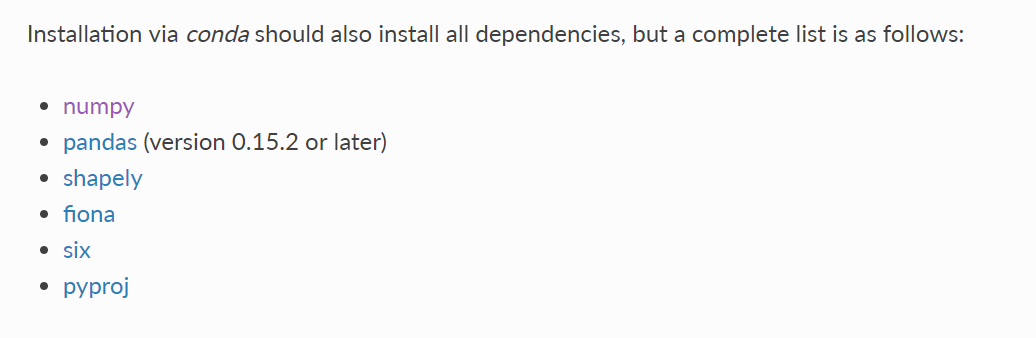 Installation via conda should also install all dependencies, but a complete list is as follows:
• numpy
• pandas (version 0.15.2 or later)
• shapely
• fiona
• six
• pyproj